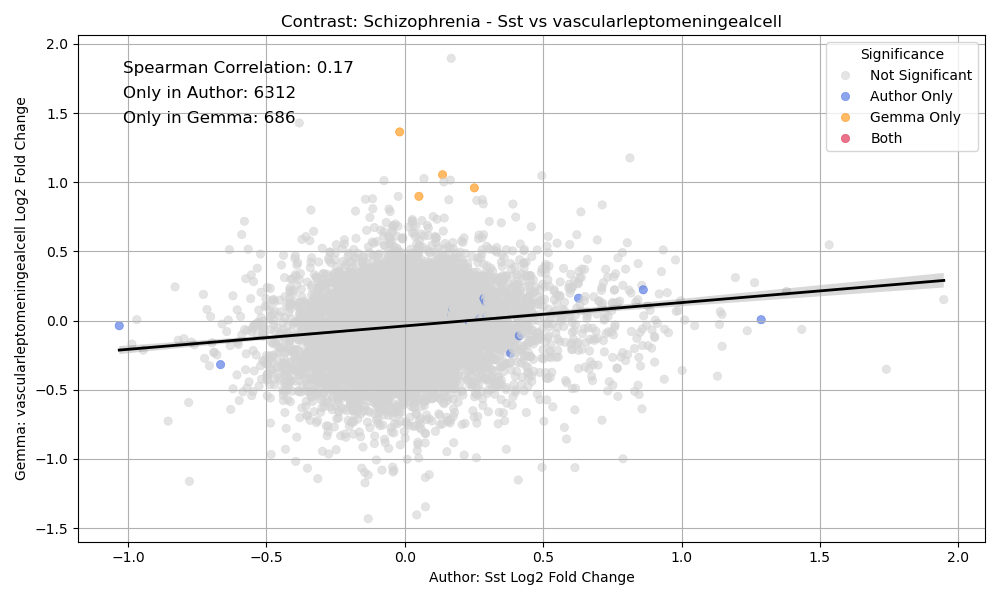 Contrast: Schizophrenia - Sst vs vascularleptomeningealcell
Spearman Correlation: 0.17
Only in Author: 6312
Only in Gemma: 686
Significance
Not Significant
Author Only
Gemma Only
Both
2.0
1.5
1.0
0.5
0.0
−0.5
−1.0
−1.5
Gemma: vascularleptomeningealcell Log2 Fold Change
−1.0
−0.5
0.0
0.5
1.0
1.5
2.0
Author: Sst Log2 Fold Change